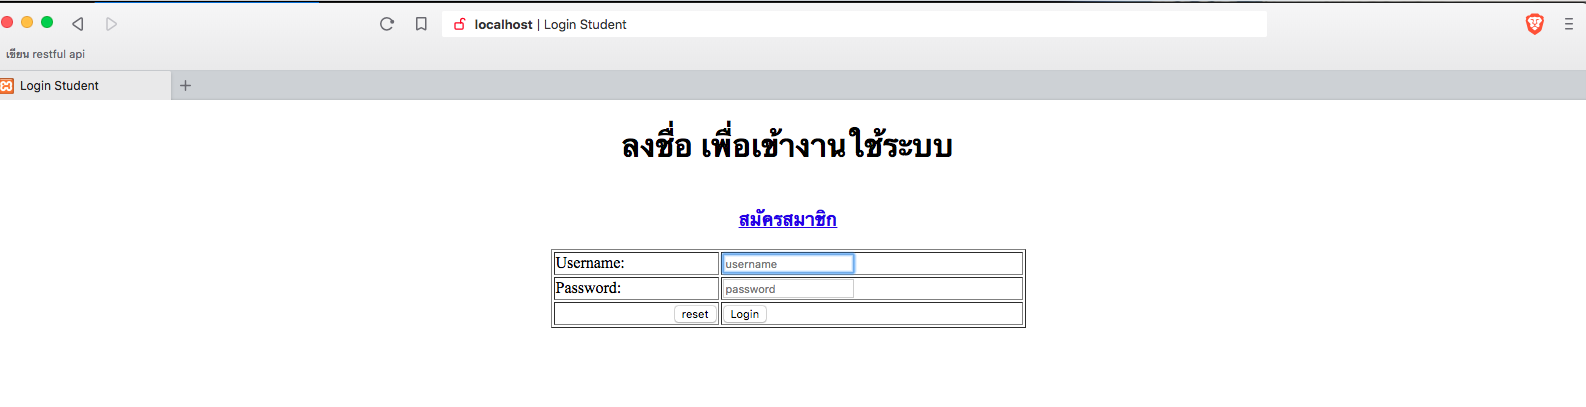 localhost | Login Student
เขียน restful api
Login Student
ลงชื่อ เพื่อเข้างานใช้ระบบ
สมัครสมาชิก
Username: username
Password: password
reset Login